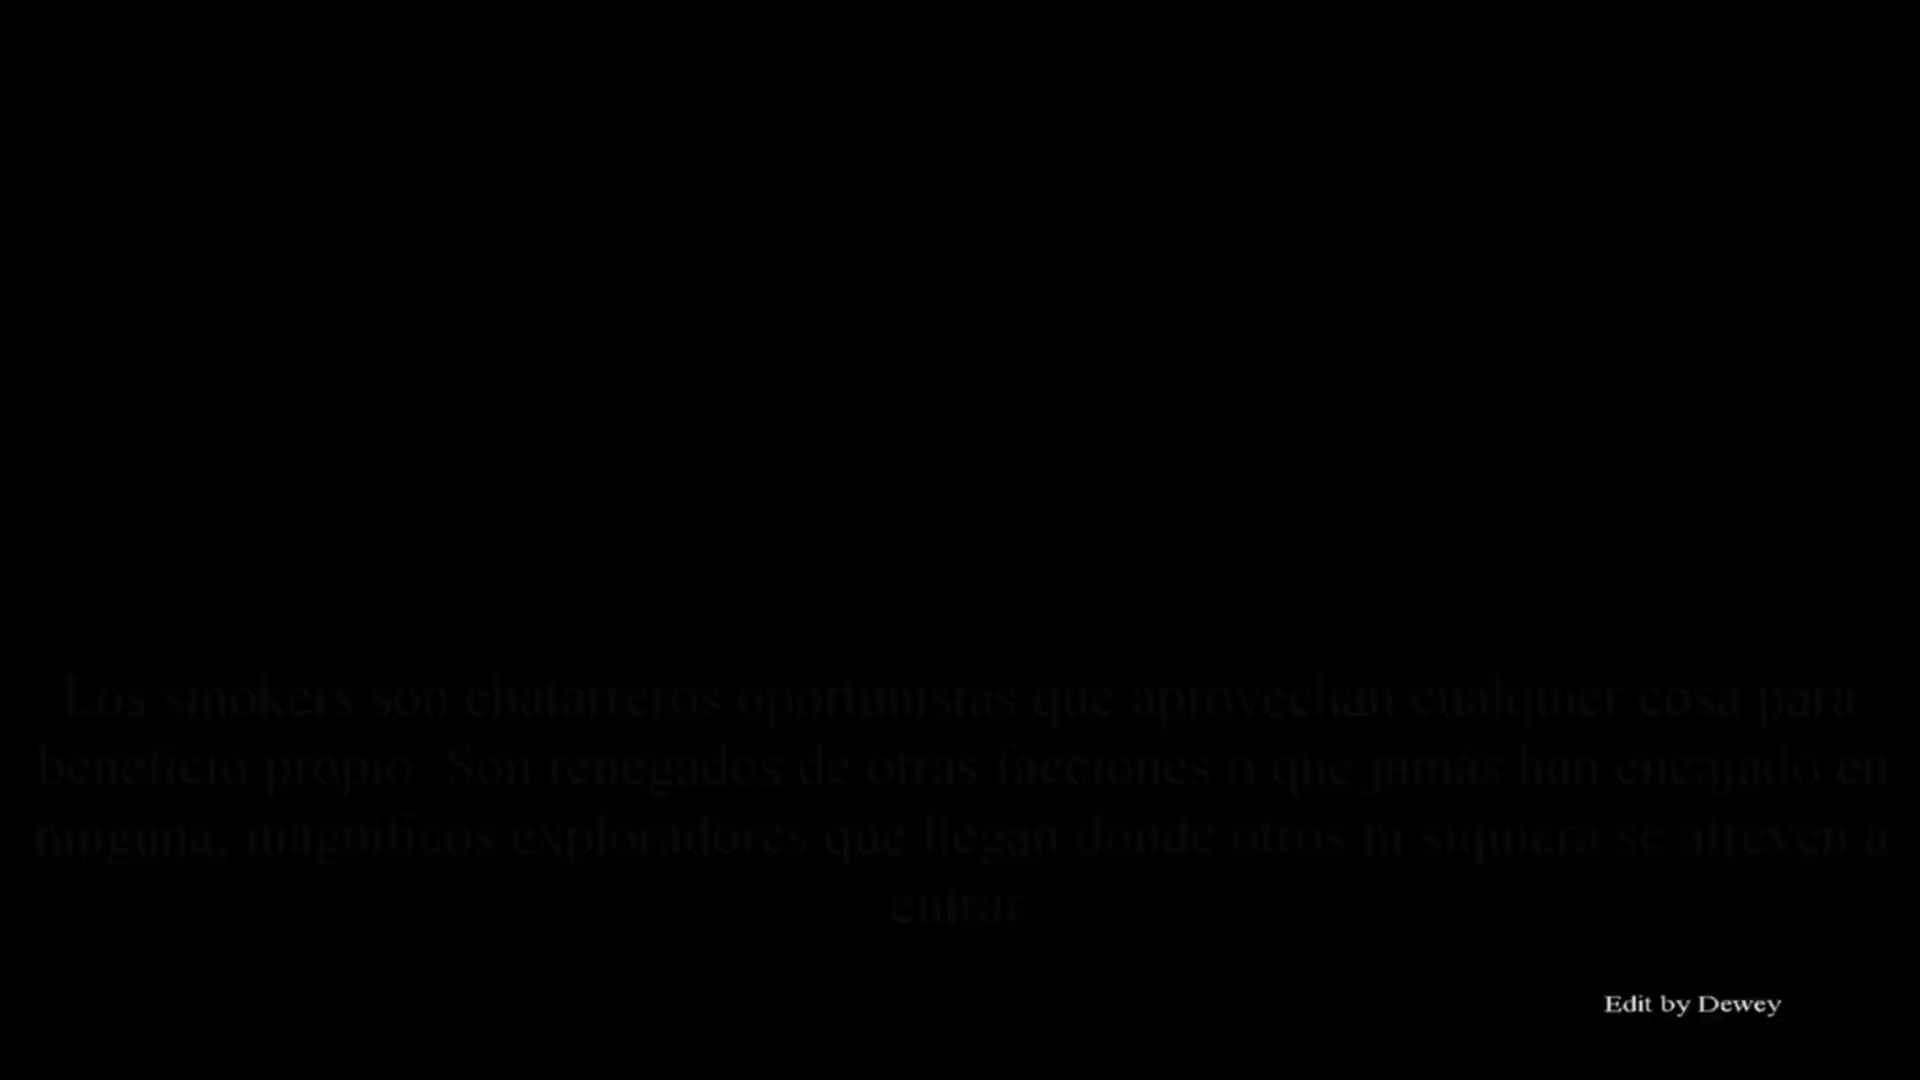 Los smokers son chatarreros oportunistas que aprovechan cualquier cosa para
beneficio propio. Son renegados de otras facciones o que jamás han encajado en
ninguna, magníficos exploradores que llegan donde otros ni siquiera se atreven a
entrar
Edit by Dewey